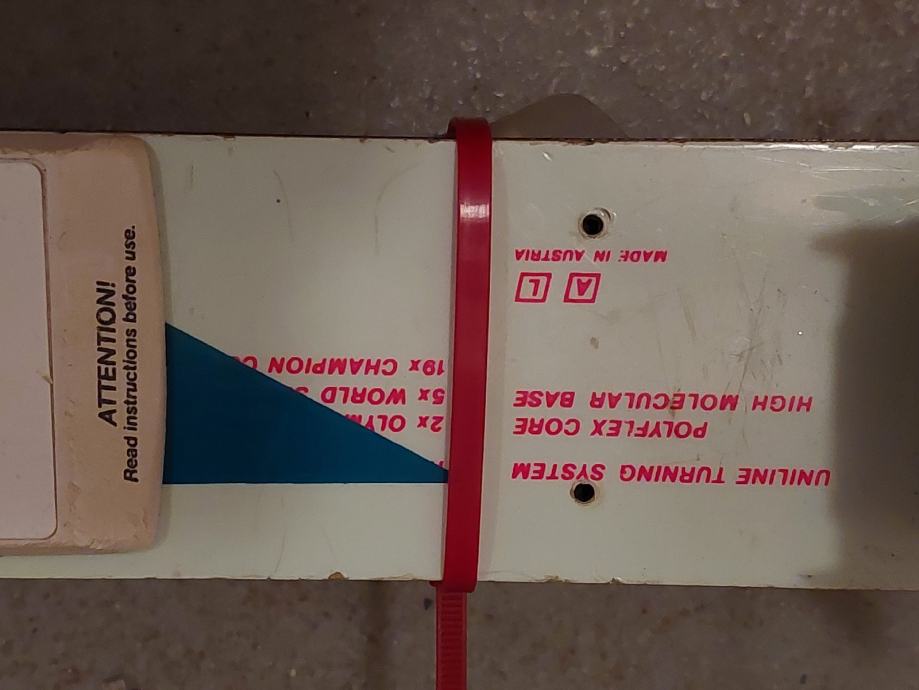 ATTENTION!
Read instructions before use.
UNILINE TURNING SYSTEM
POLYFLEX CORE
HIGH MOLECULAR BASE
A L
MADE IN AUSTRIA
2x
5x WORLD
19x CHAMPION